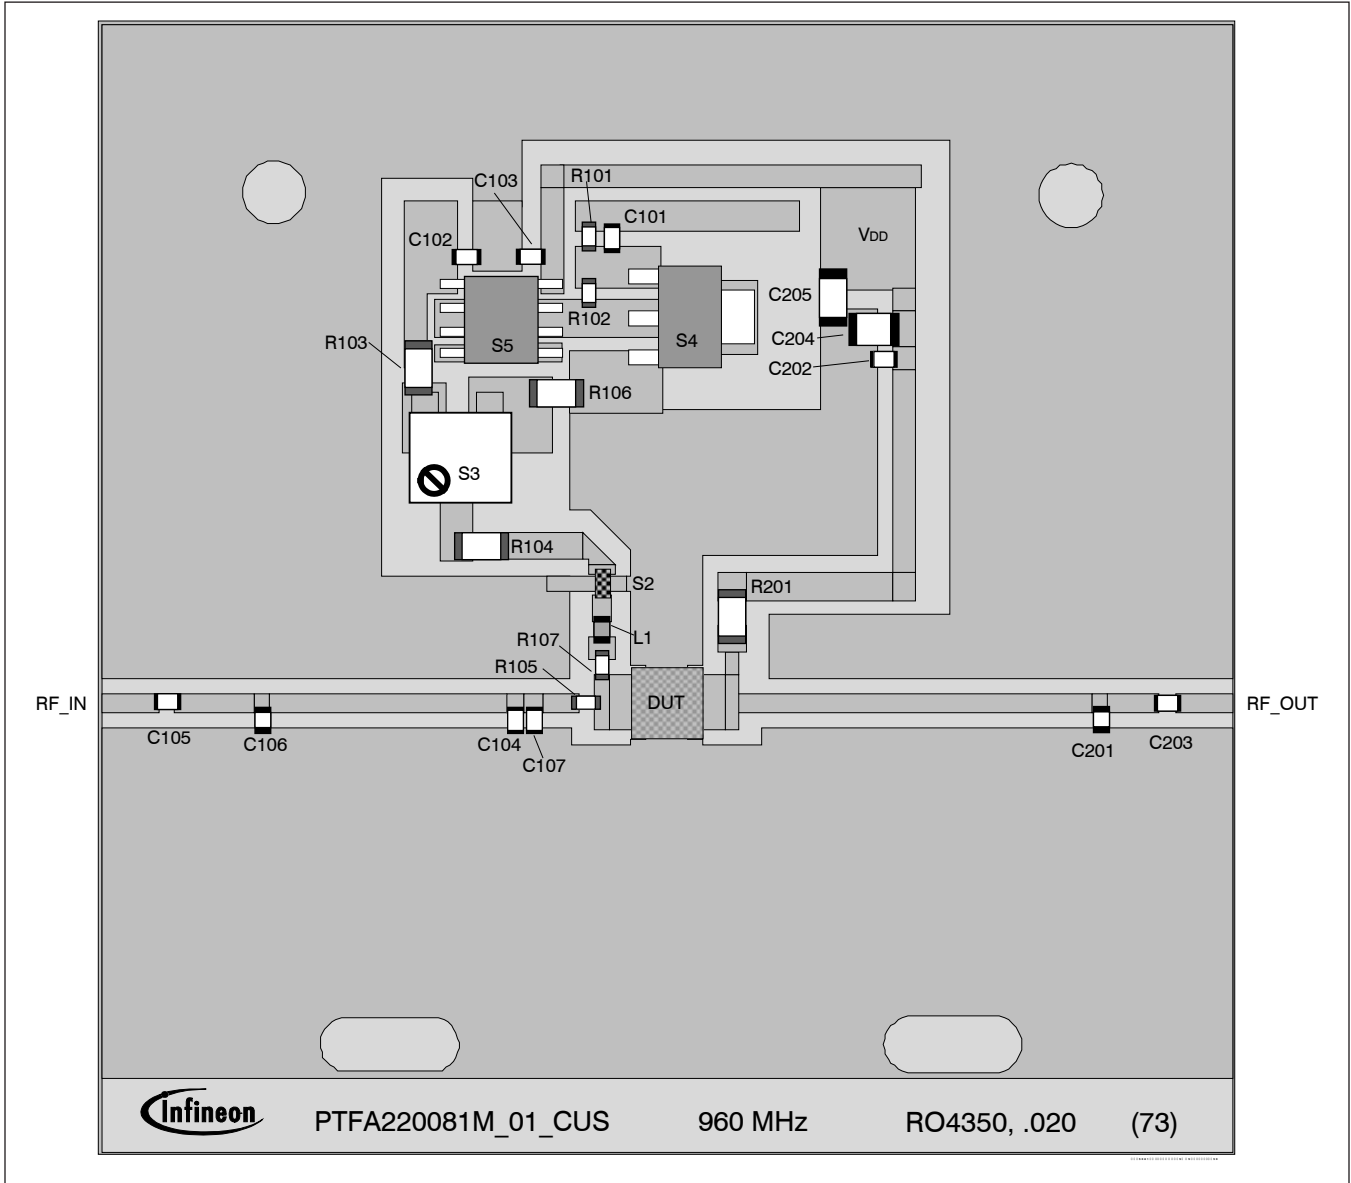 R101
C103
C101
C102
VDD
C205
R102
C204
S5
S4
R103
C202
R106
S3
R104
S2
R201
L1
R107
R105
RF_IN
DUT
RF_OUT
C105
C106
C104
C107
C201
C203
Infineon
PTFA220081M_01_CUS
960 MHz
RO4350, .020
(73)